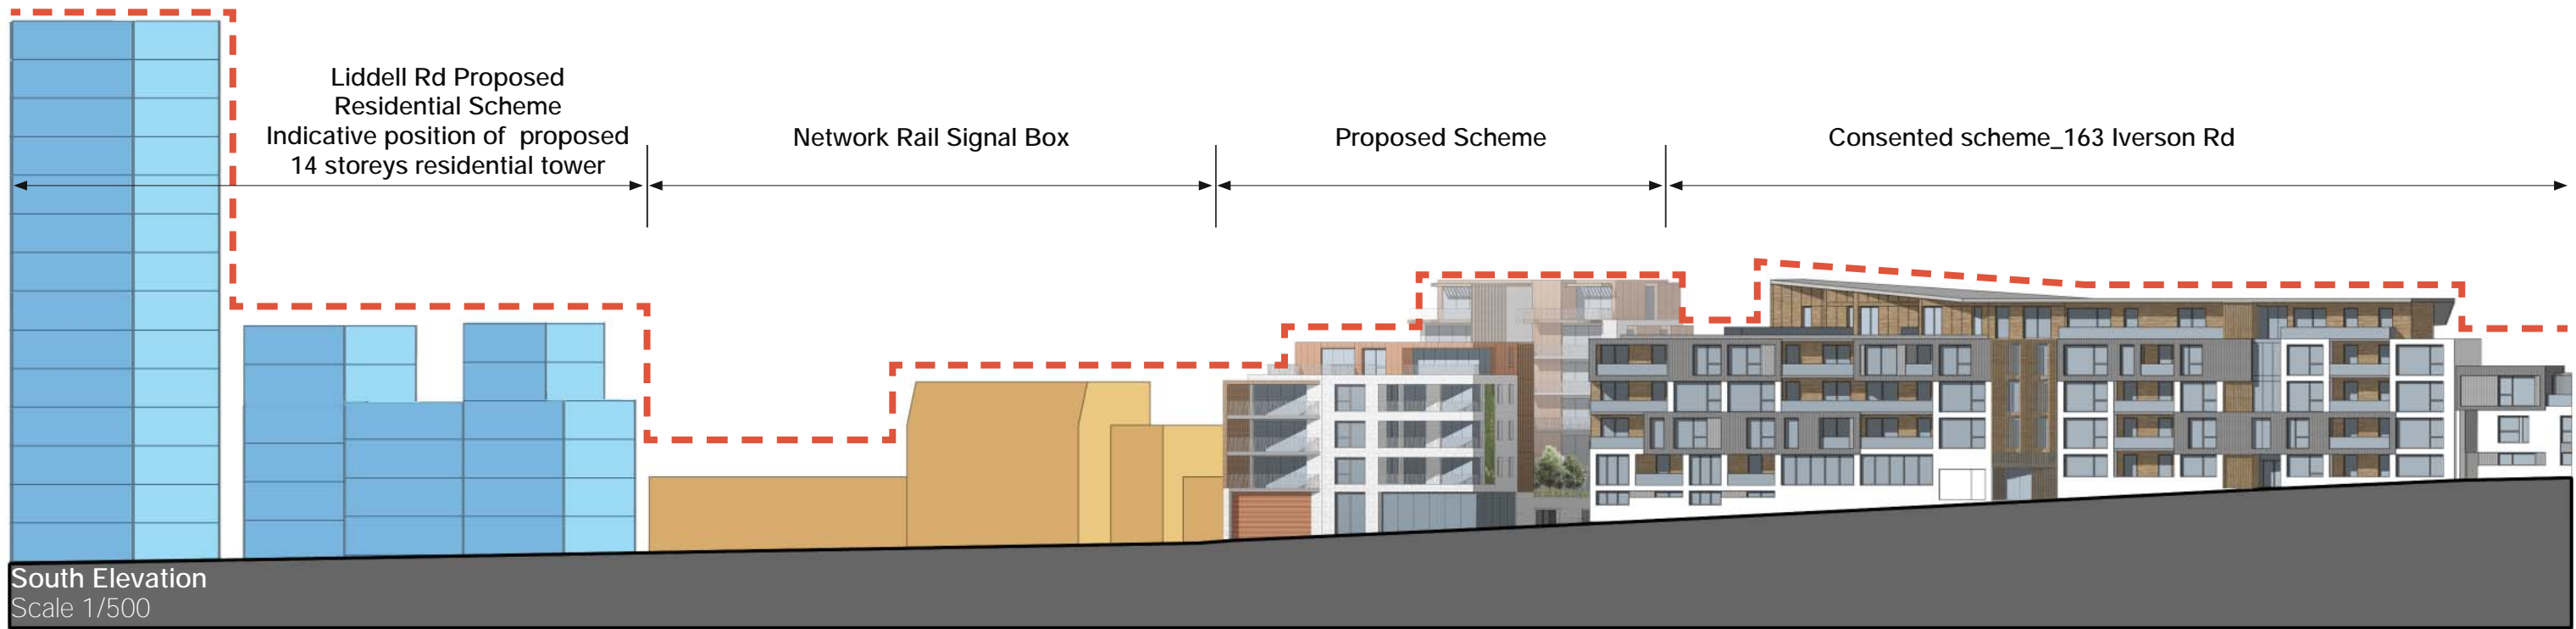 Liddell Rd Proposed
Residential Scheme
Indicative position of proposed
14 storeys residential tower
Network Rail Signal Box
Proposed Scheme
Consented scheme_163 Iverson Rd
South Elevation
Scale 1/500